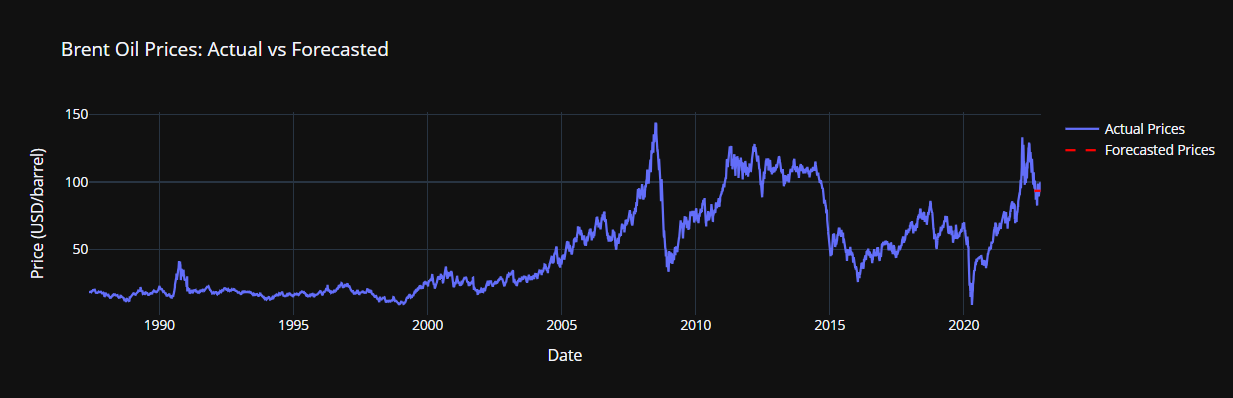 Brent Oil Prices: Actual vs Forecasted
150
100
50
Price (USD/barrel)
1990 1995 2000 2005 2010 2015 2020
Date
Actual Prices
Forecasted Prices